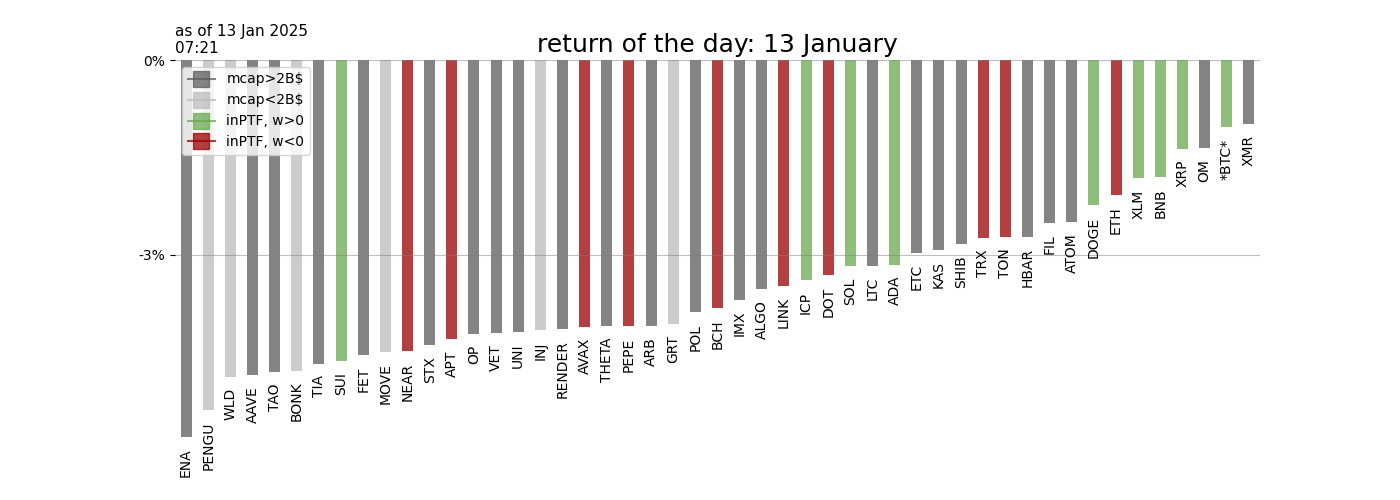 as of 13 Jan 2025
07:21
return of the day: 13 January
0%
-3%
mcap>2B$
mcap<2B$
inPTF, w>0
inPTF, w<0
ENA
PENGU
WLD
AAVE
TAO
BONK
TIA
SUI
FET
MOVE
NEAR
STX
APT
OP
VET
UNI
INJ
RENDER
AVAX
THETA
PEPE
ARB
GRT
POL
BCH
IMX
ALGO
LINK
ICP
DOT
SOL
LTC
ADA
ETC
KAS
SHIB
TRX
TON
HBAR
FIL
ATOM
DOGE
ETH
XLM
BNB
XRP
OM
*BTC*
XMR